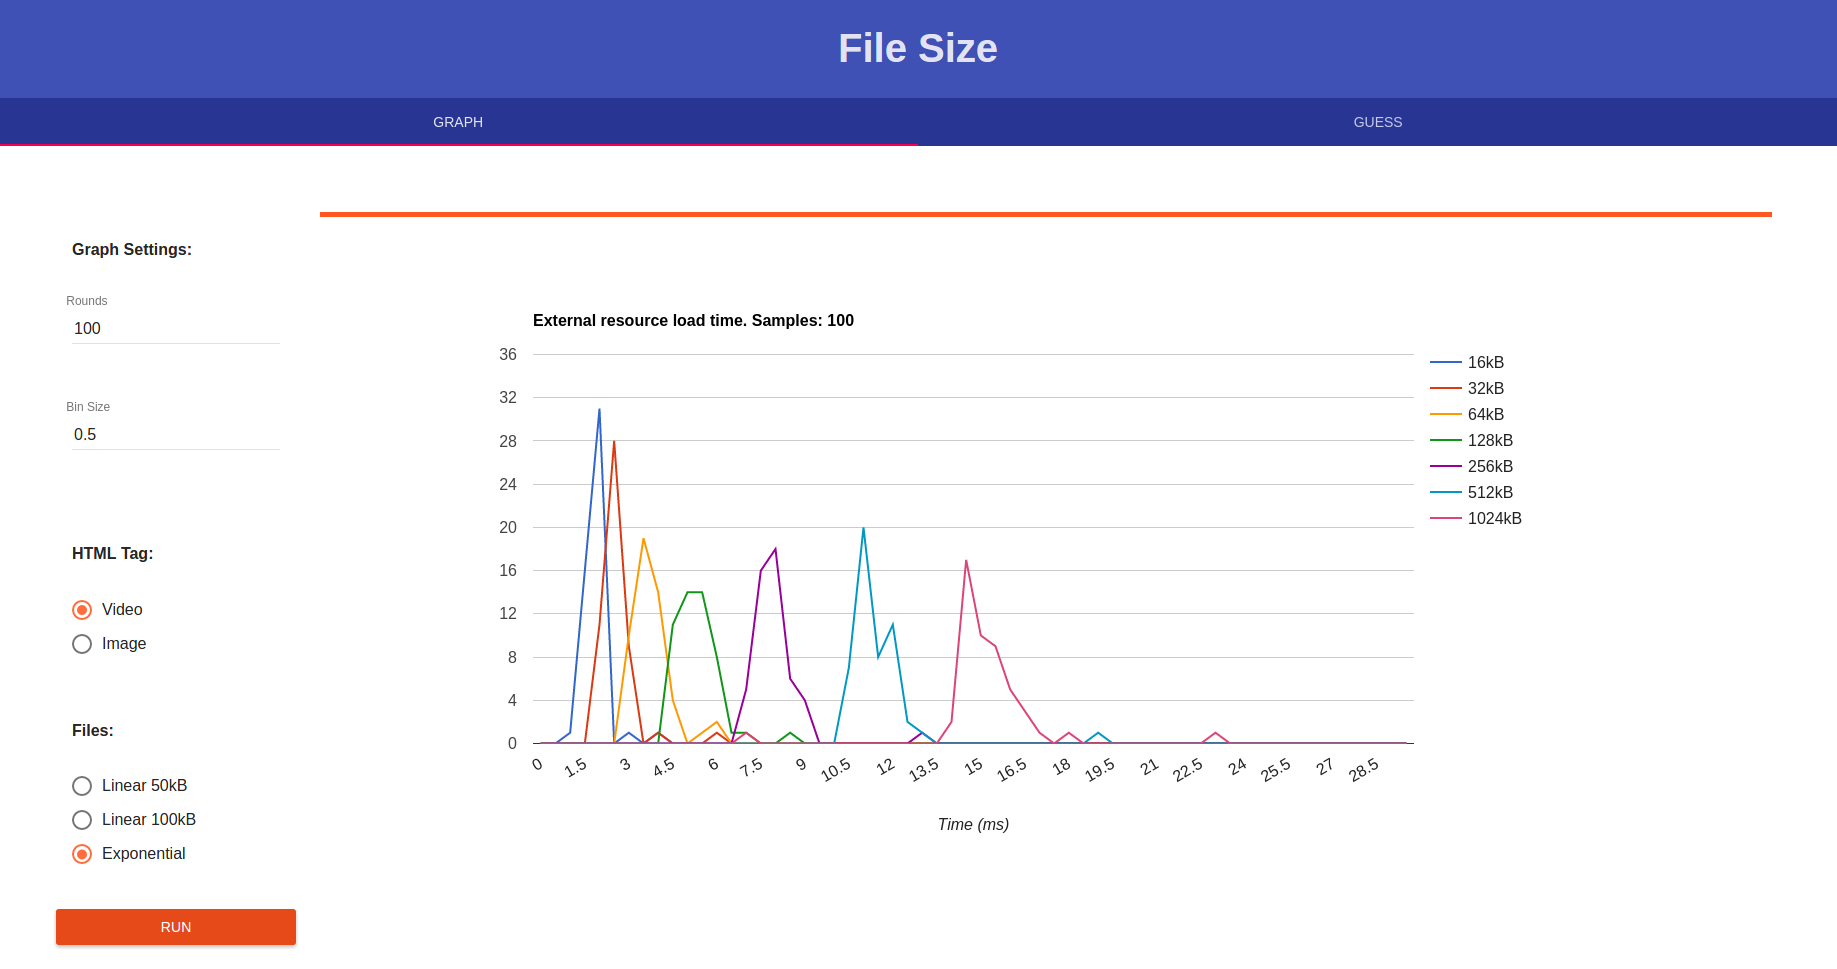 File Size
GRAPH
GUESS
Graph Settings:
Rounds
100
Bin Size
0.5
HTML Tag:
Video
Image
Files:
Linear 50kB
Linear 100kB
Exponential
RUN
External resource load time. Samples: 100
36
32
28
24
20
16
12
8
4
0
0 1.5 3 4.5 6 7.5 9 10.5 12 13.5 15 16.5 18 19.5 21 22.5 24 25.5 27 28.5
Time (ms)
16kB
32kB
64kB
128kB
256kB
512kB
1024kB